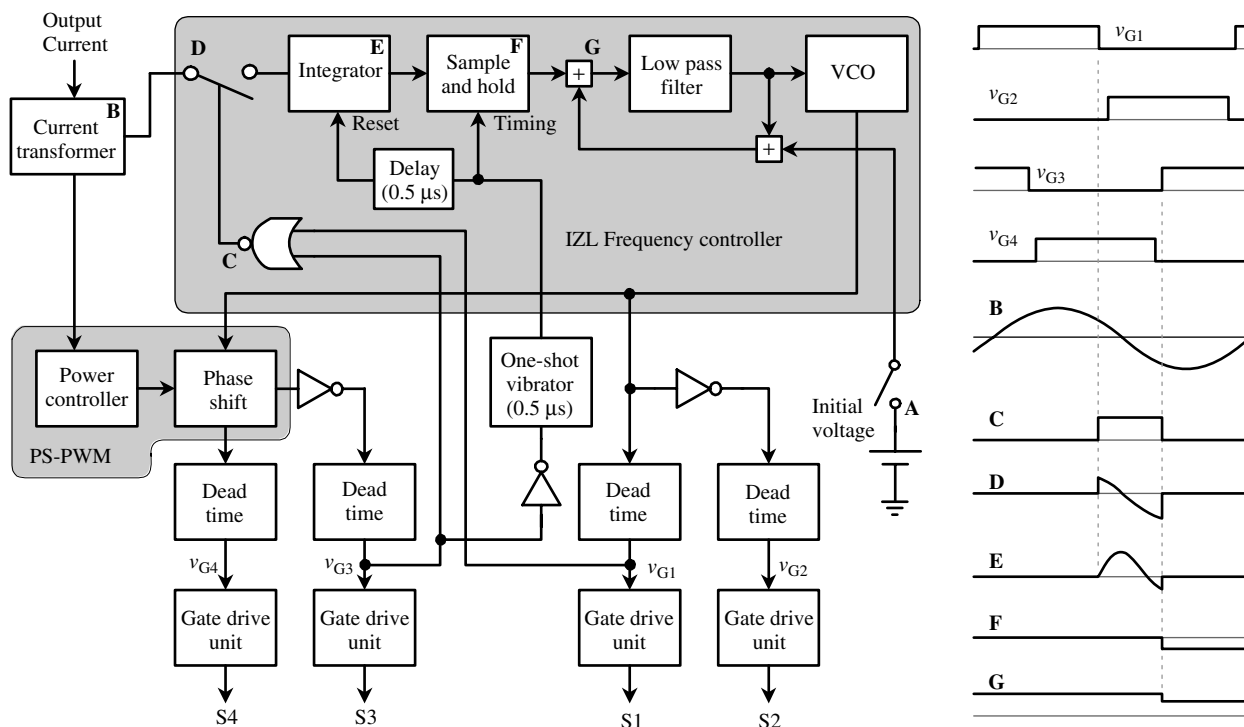 Output
Current
B
Current
transformer
D
E
Integrator
F
Sample
and hold
G
+
Low pass
filter
VCO
Reset
Timing
Delay
(0.5 μs)
+
C
IZL Frequency controller
Power
controller
Phase
shift
PS-PWM
One-shot
vibrator
(0.5 μs)
Initial
voltage
A
Dead
time
Dead
time
Dead
time
Dead
time
vG4
vG3
vG1
vG2
Gate drive
unit
Gate drive
unit
Gate drive
unit
Gate drive
unit
S4
S3
S1
S2
vG1
vG2
vG3
vG4
B
C
D
E
F
G